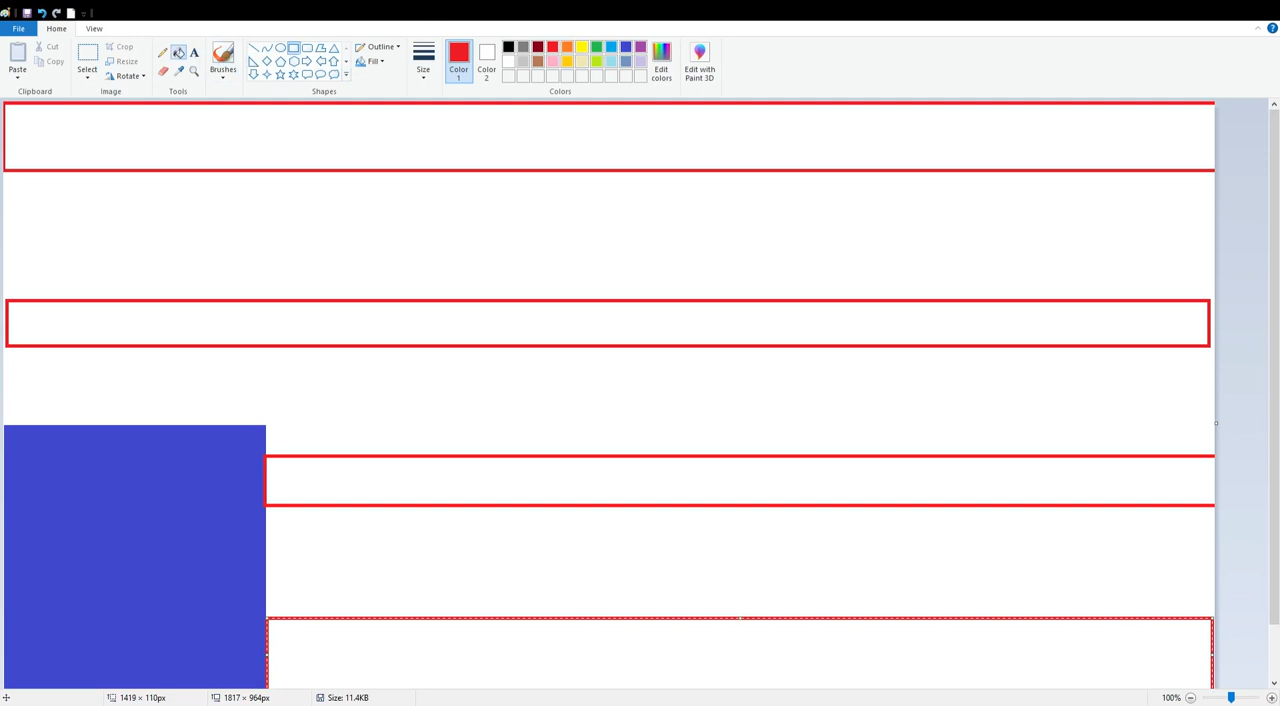 File Home View
Paste
Cut
Copy
Clipboard
Select
Crop
Resize
Rotate
Image
A
Tools
Brushes
Outline
Fill
Shapes
Size
Color 1
Color 2
Edit colors
Colors
Edit with Paint 3D
1419 × 110px 1817 × 964px Size: 11.4KB 100%